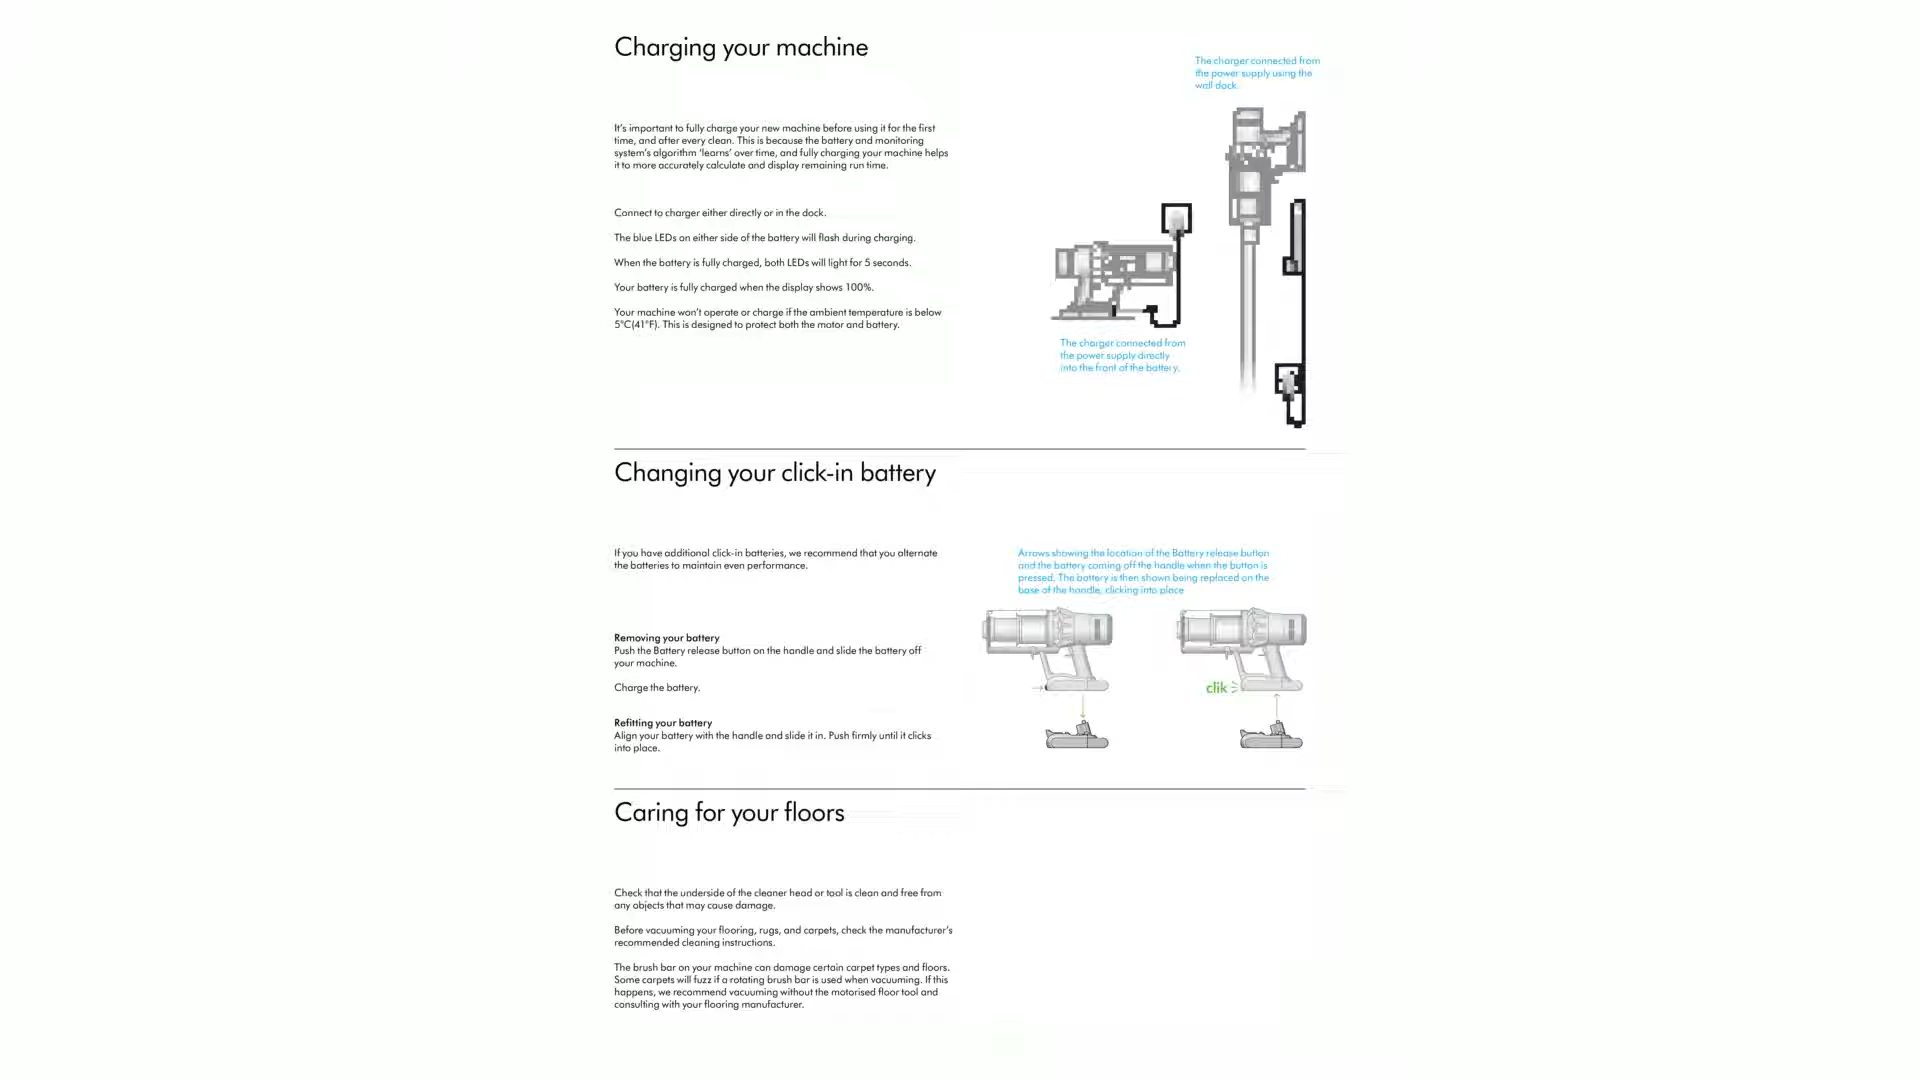 Charging your machine
The charger connected from
the power supply using the
wall dock.
It's important to fully charge your new machine before using it for the first
time, and after every clean. This is because the battery and monitoring
system's algorithm 'learns' over time, and fully charging your machine helps
it to more accurately calculate and display remaining run time.
Connect to charger either directly or in the dock.
The blue LEDs on either side of the battery will flash during charging.
When the battery is fully charged, both LEDs will light for 5 seconds.
Your battery is fully charged when the display shows 100%.
Your machine won't operate or charge if the ambient temperature is below
5°C(41°F). This is designed to protect both the motor and battery.
The charger connected from
the power supply directly
into the front of the battery.
Changing your click-in battery
If you have additional click-in batteries, we recommend that you alternate
the batteries to maintain even performance.
Arrows showing the location of the Battery release button
and the battery coming off the handle when the button is
pressed. The battery is then shown being replaced on the
base of the handle, clicking into place
Removing your battery
Push the Battery release button on the handle and slide the battery off
your machine.
Charge the battery.
clik
Refitting your battery
Align your battery with the handle and slide it in. Push firmly until it clicks
into place.
Caring for your floors
Check that the underside of the cleaner head or tool is clean and free from
any objects that may cause damage.
Before vacuuming your flooring, rugs, and carpets, check the manufacturer's
recommended cleaning instructions.
The brush bar on your machine can damage certain carpet types and floors.
Some carpets will fuzz if a rotating brush bar is used when vacuuming. If this
happens, we recommend vacuuming without the motorised floor tool and
consulting with your flooring manufacturer.